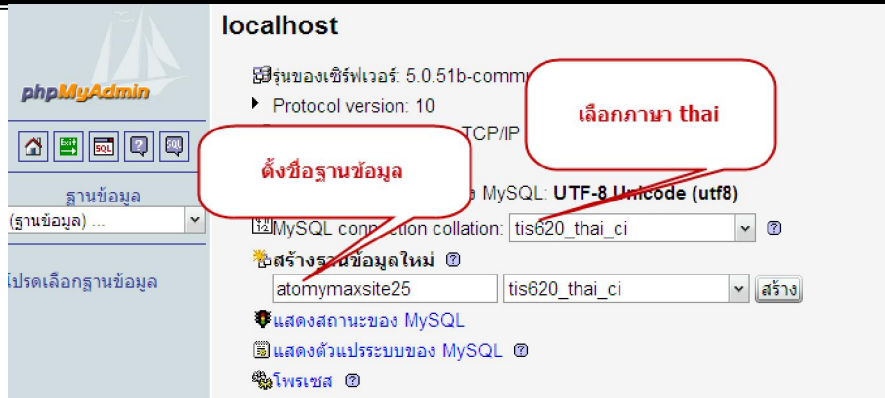 localhost
phpMyAdmin
รุ่นของเซิร์ฟเวอร์: 5.0.51b-comm
Protocol version: 10
TCP/IP
เลือกภาษา thai
ตั้งชื่อฐานข้อมูล
ฐานข้อมูล
(ฐานข้อมูล) ...
MySQL: UTF-8 Unicode (utf8)
MySQL connection collation: tis620_thai_ci
โปรดเลือกฐานข้อมูล
สร้างฐานข้อมูลใหม่
atomymaxsite25 tis620_thai_ci สร้าง
แสดงสถานะของ MySQL
แสดงตัวแปรระบบของ MySQL
โพรเซส